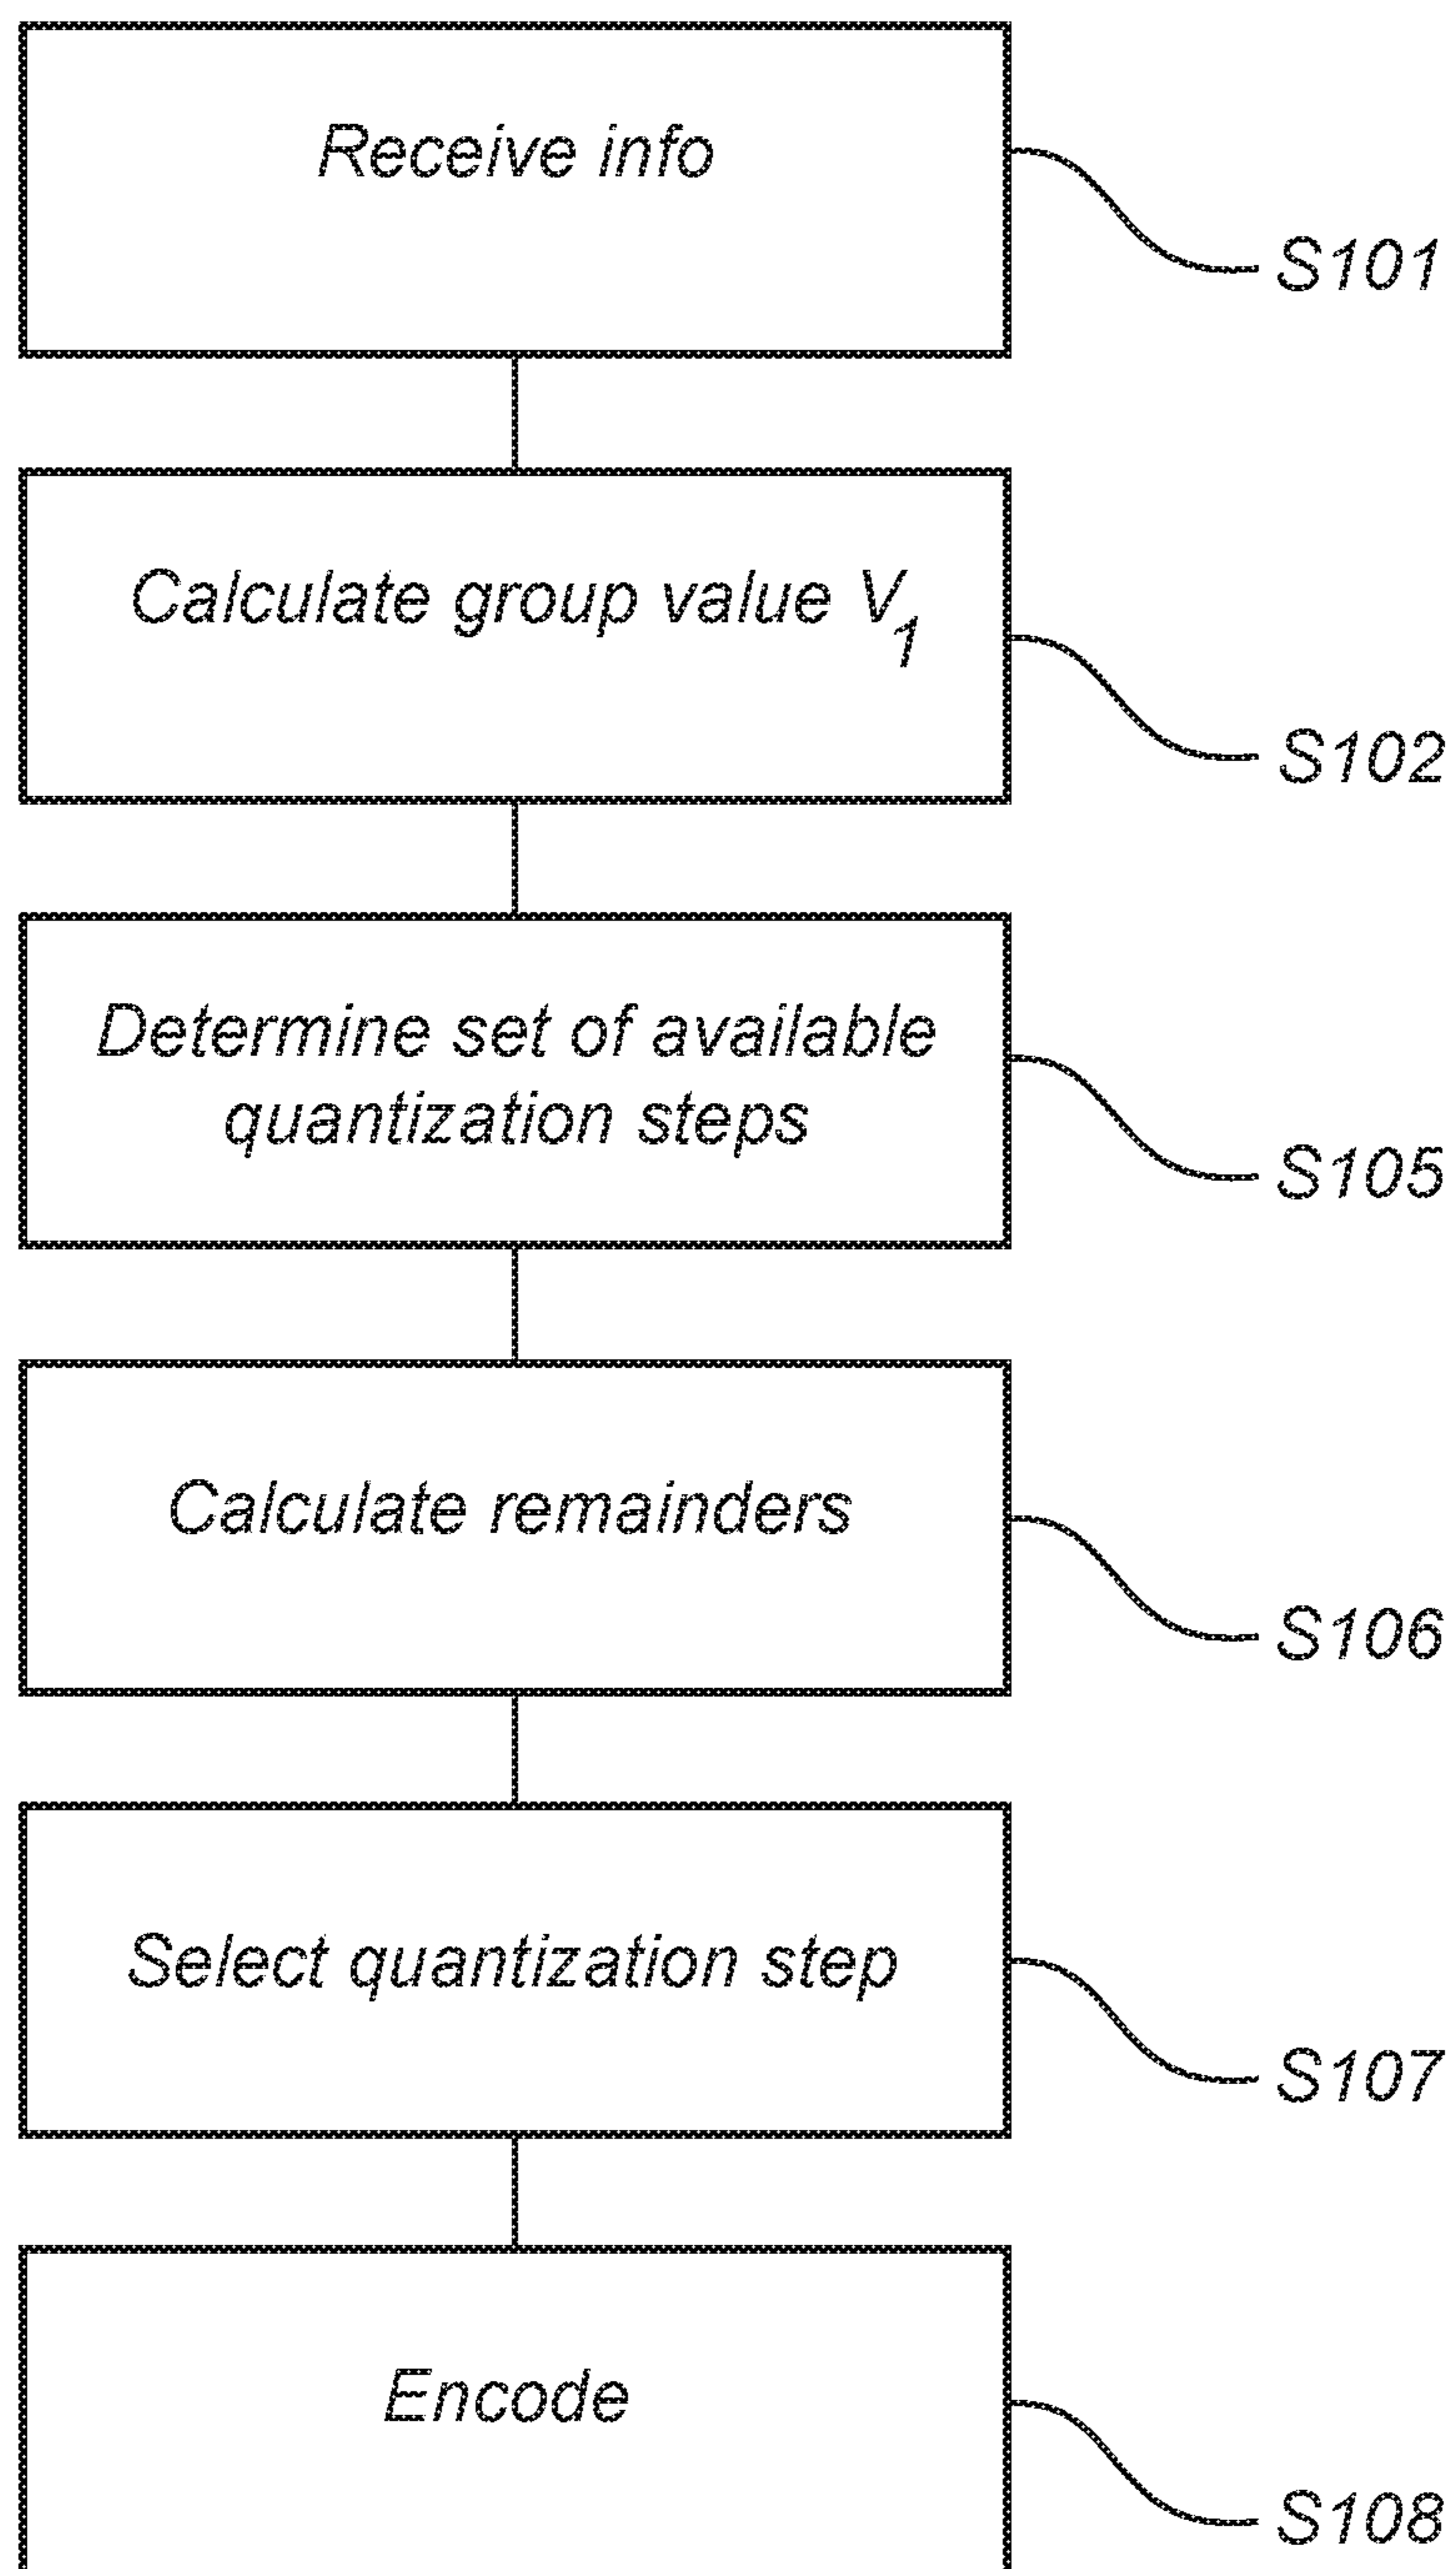 Receive info
S101
Calculate group value V1
S102
Determine set of available
quantization steps
S105
Calculate remainders
S106
Select quantization step
S107
Encode
S108